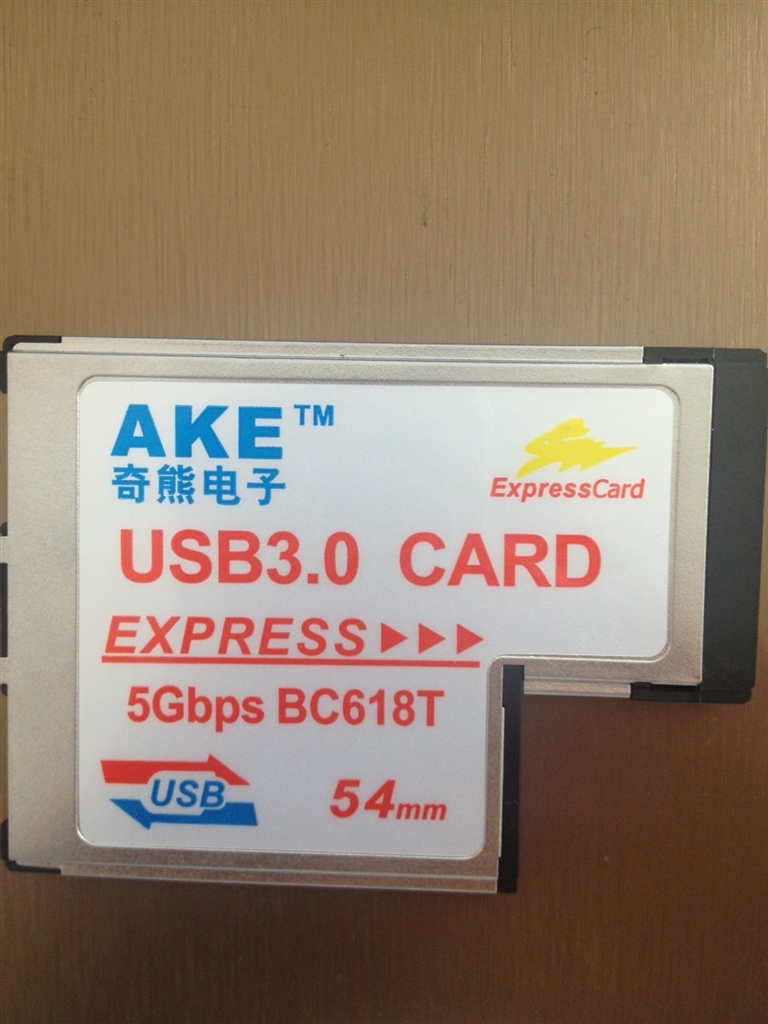 AKE™
奇熊电子
ExpressCard
USB3.0 CARD
EXPRESS▶▶▶
5Gbps BC618T
USB
54mm